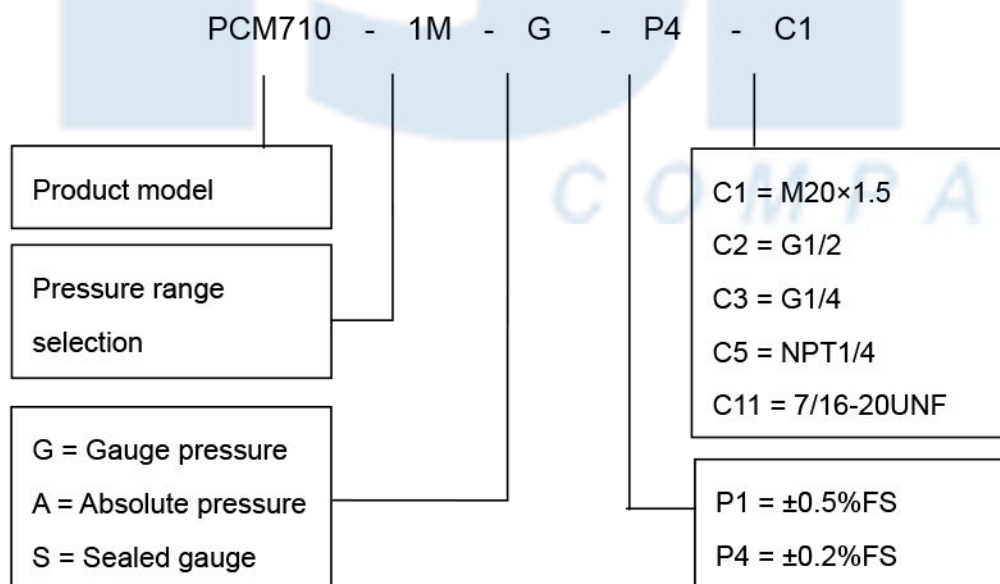 PCM710 - 1M - G - P4 - C1
Product model
Pressure range
selection
G = Gauge pressure
A = Absolute pressure
S = Sealed gauge
C1 = M20×1.5
C2 = G1/2
C3 = G1/4
C5 = NPT1/4
C11 = 7/16-20UNF
P1 = ±0.5%FS
P4 = ±0.2%FS
COMPA